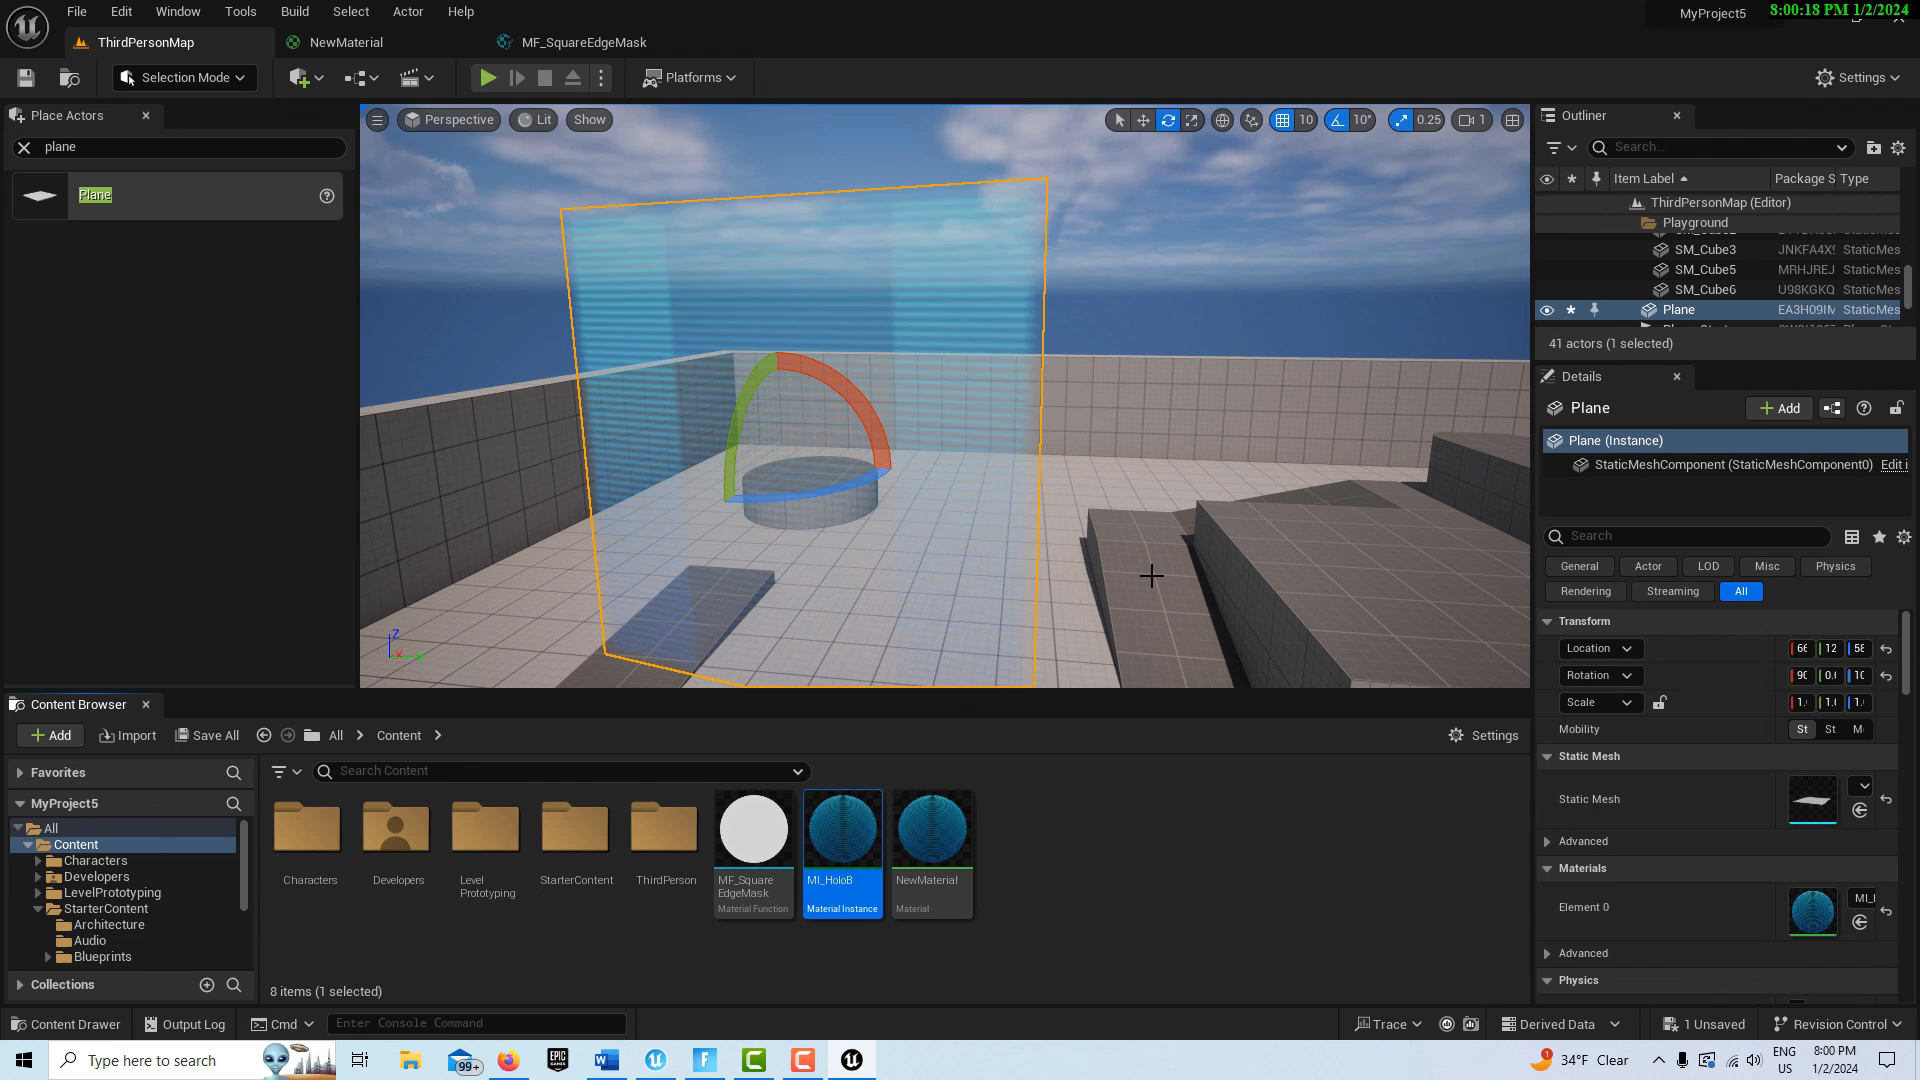 File Edit Window Tools Build Select Actor Help
MyProject5
8:00:18 PM 1/2/2024
ThirdPersonMap
NewMaterial
MF_SquareEdgeMask
Selection Mode
Platforms
Settings
Place Actors
plane
Plane
Perspective
Lit
Show
10
10°
0.25
1
Outliner
Search...
Item Label
Package S
Type
ThirdPersonMap (Editor)
Playground
SM_Cube3 JNKFA4X StaticMes
SM_Cube5 MRHJREJ StaticMes
SM_Cube6 U98KGKQ StaticMes
Plane EA3H09IM StaticMes
41 actors (1 selected)
Details
Plane
Add
Plane (Instance)
StaticMeshComponent (StaticMeshComponent0) Edit i
Search
General Actor LOD Misc Physics
Rendering Streaming All
Transform
Location 12 58
Rotation 0.
Scale
Mobility St St M
Static Mesh
Static Mesh
Advanced
Materials
Element 0
Advanced
Physics
Z
X
Y
Content Browser
Add Import Save All All Content Settings
Favorites
Search Content
MyProject5
All
Content
Characters
Developers
LevelPrototyping
StarterContent
Architecture
Audio
Blueprints
Collections
Characters
Developers
Level
Prototyping
StarterContent
ThirdPerson
MF_Square
EdgeMask
Material Function
MI_HoloB
Material Instance
NewMaterial
Material
8 items (1 selected)
Content Drawer Output Log Cmd Enter Console Command Trace Derived Data 1 Unsaved Revision Control
Type here to search
99+
EPIC
GAMES
1
34°F Clear
ENG
US
8:00 PM
1/2/2024